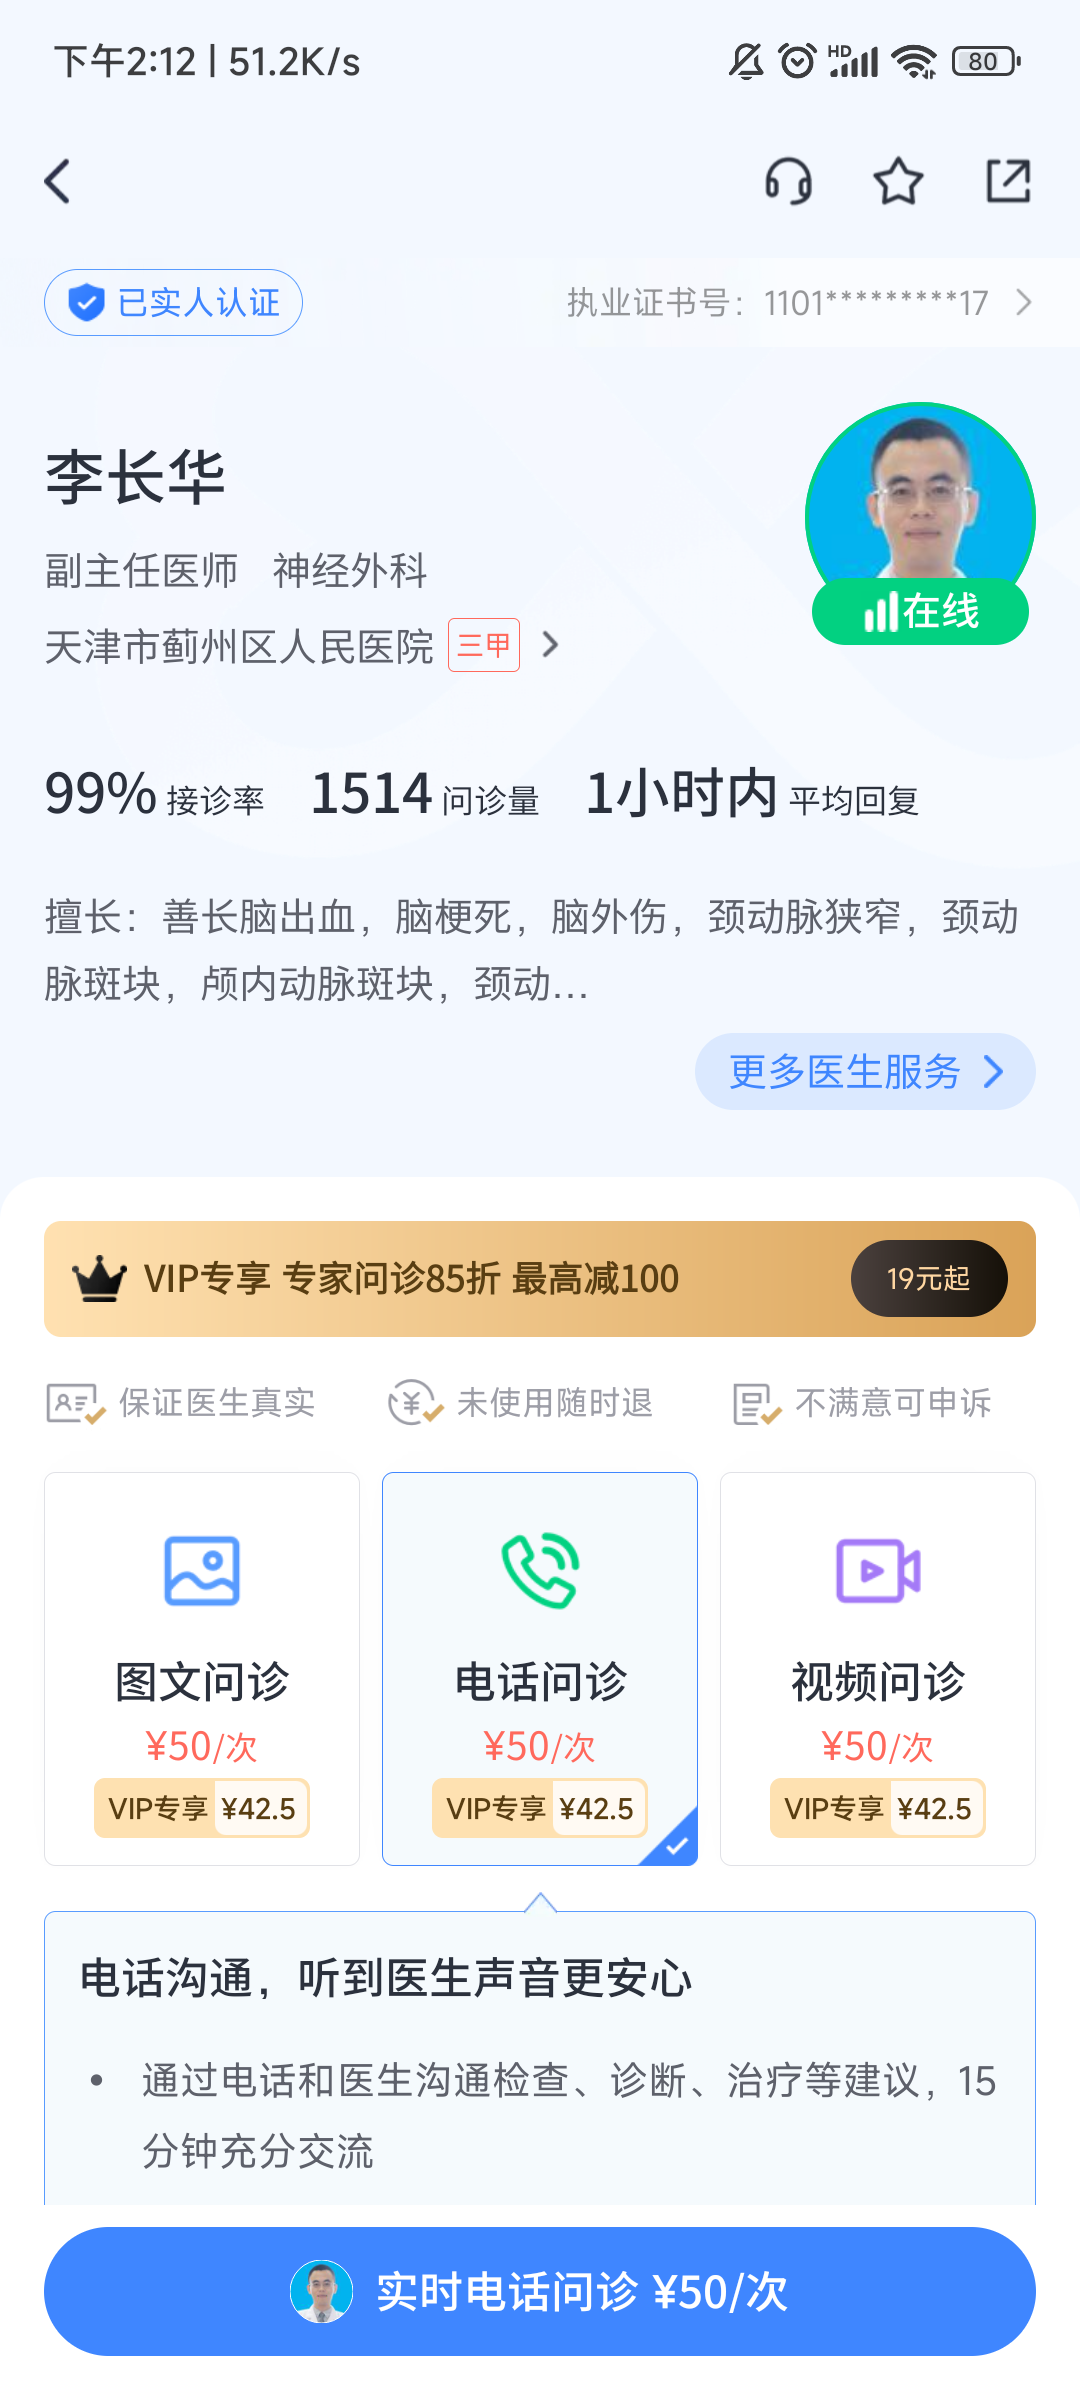 下午2:12 | 51.2K/s
HD
80
已实人认证
执业证书号：1101*********17
李长华
副主任医师 神经外科
在线
天津市蓟州区人民医院 三甲
99% 接诊率 1514 问诊量 1小时内 平均回复
擅长：善长脑出血，脑梗死，脑外伤，颈动脉狭窄，颈动
脉斑块，颅内动脉斑块，颈动...
更多医生服务
VIP专享 专家问诊85折 最高减100
19元起
保证医生真实 未使用随时退 不满意可申诉
图文问诊
¥50/次
VIP专享 ¥42.5
电话问诊
¥50/次
VIP专享 ¥42.5
视频问诊
¥50/次
VIP专享 ¥42.5
电话沟通，听到医生声音更安心
• 通过电话和医生沟通检查、诊断、治疗等建议，15
分钟充分交流
实时电话问诊 ¥50/次